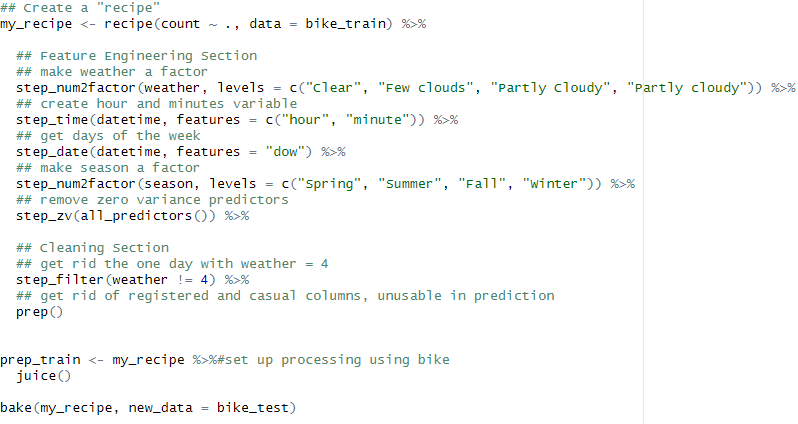 ## Create a "recipe"
my_recipe <- recipe(count ~ ., data = bike_train) %>%
## Feature Engineering Section
## make weather a factor
step_num2factor(weather, levels = c("Clear", "Few clouds", "Partly Cloudy", "Partly cloudy")) %>%
## create hour and minutes variable
step_time(datetime, features = c("hour", "minute")) %>%
## get days of the week
step_date(datetime, features = "dow") %>%
## make season a factor
step_num2factor(season, levels = c("Spring", "Summer", "Fall", "Winter")) %>%
## remove zero variance predictors
step_zv(all_predictors()) %>%
## Cleaning Section
## get rid the one day with weather = 4
step_filter(weather != 4) %>%
## get rid of registered and casual columns, unusable in prediction
prep()
prep_train <- my_recipe %>%#set up processing using bike
juice()
bake(my_recipe, new_data = bike_test)